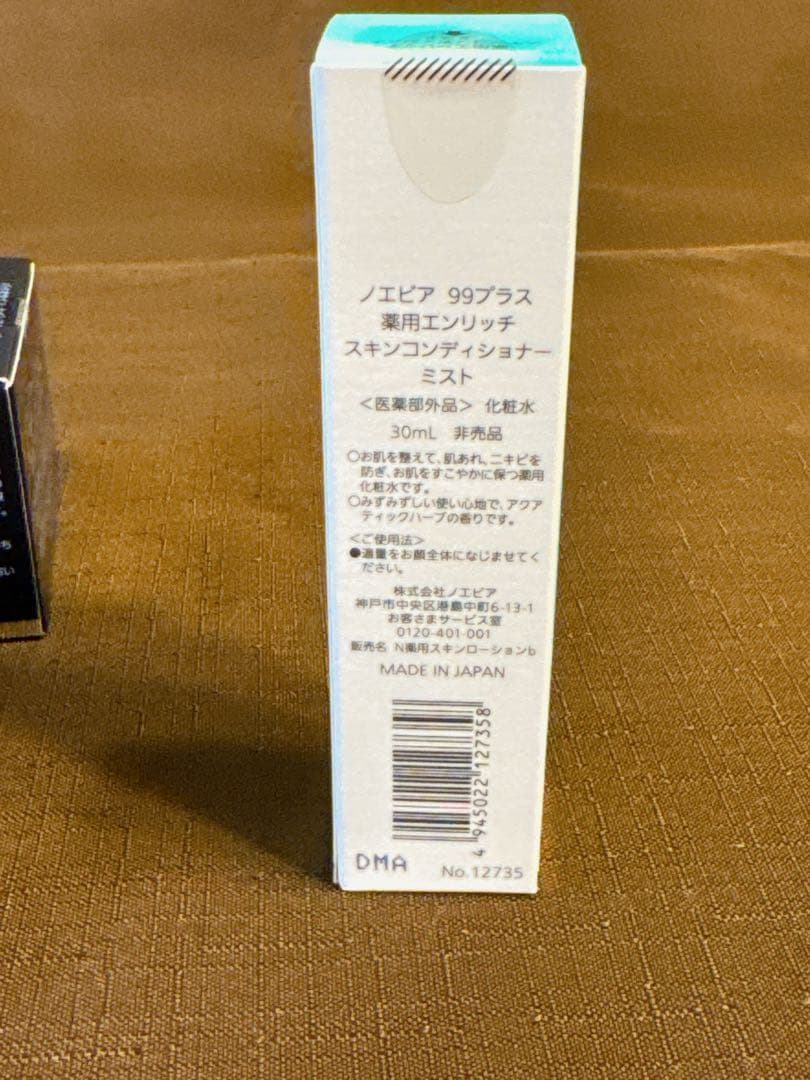 ノエビア 99プラス
薬用エンリッチ
スキンコンディショナー
ミスト
＜医薬部外品＞ 化粧水
30mL 非売品
○お肌を整えて、肌あれ、ニキビを
防ぎ、お肌をすこやかに保つ薬用
化粧水です。
○みずみずしい使い心地で、アクア
ティックハーブの香りです。
＜ご使用法＞
●適量をお顔全体になじませてく
ださい。
株式会社ノエビア
神戸市中央区港島中町6-13-1
お客さまサービス室
0120-401-001
販売名 N薬用スキンローションb
MADE IN JAPAN
4 945022 127358
DMA
No.12735